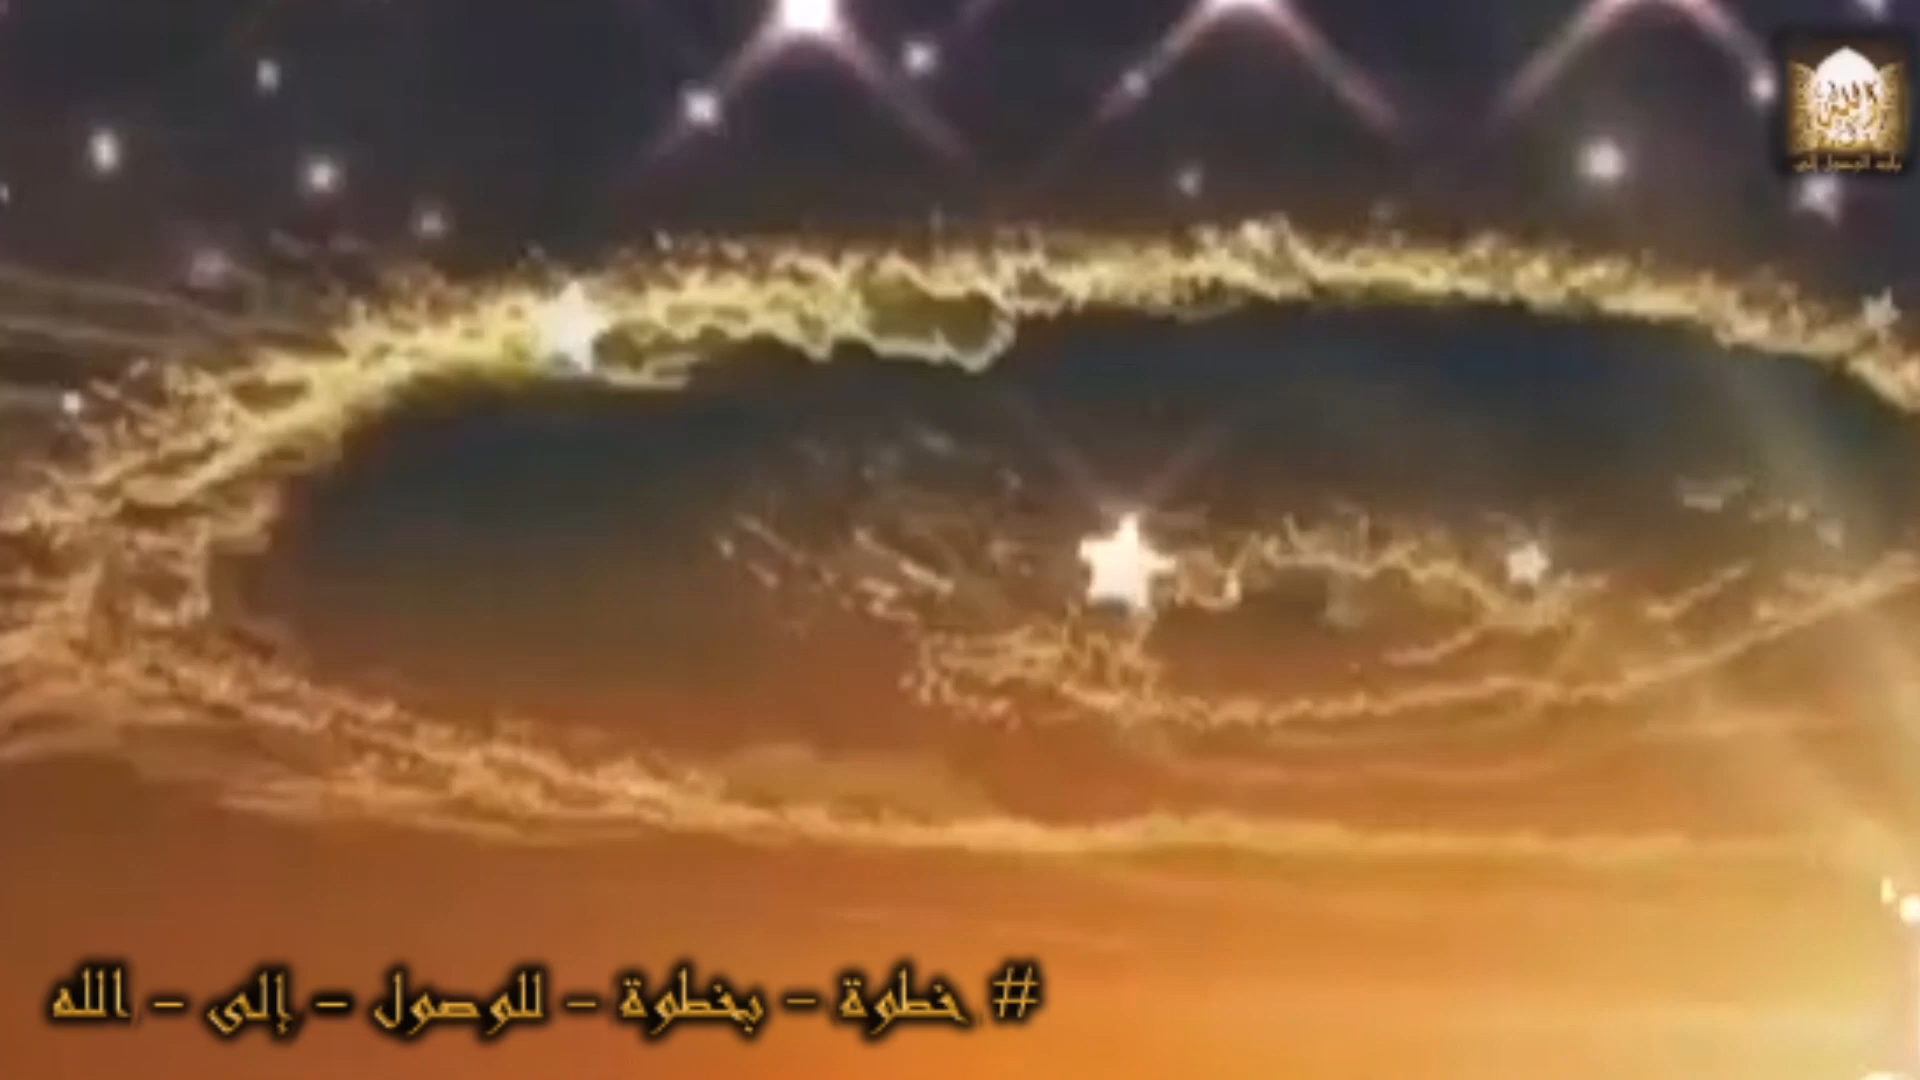 # خطوة - بخطوة - للوصول - إلى - الله